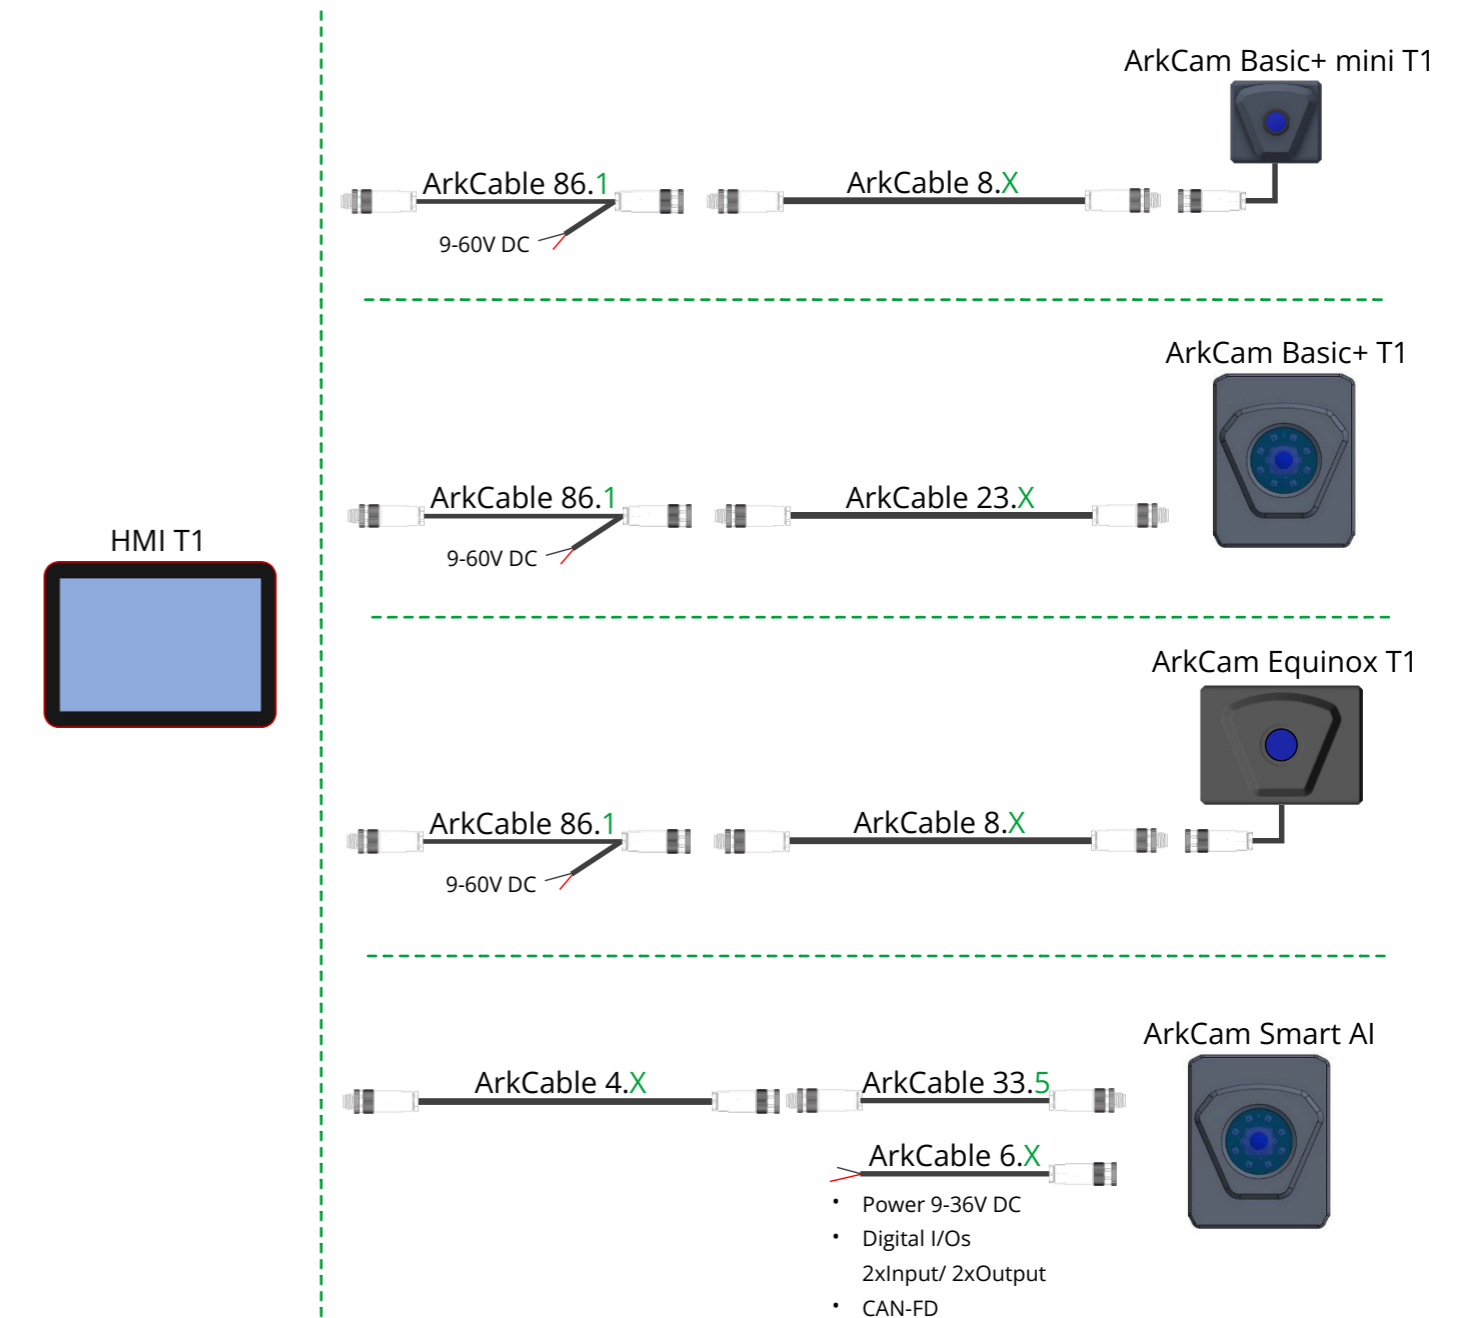 ArkCam Basic+ mini T1
ArkCable 86.1
ArkCable 8.X
9-60V DC
ArkCam Basic+ T1
ArkCable 86.1
ArkCable 23.X
9-60V DC
HMI T1
ArkCam Equinox T1
ArkCable 86.1
ArkCable 8.X
9-60V DC
ArkCam Smart AI
ArkCable 4.X
ArkCable 33.5
ArkCable 6.X
• Power 9-36V DC
• Digital I/Os
2xInput/ 2xOutput
• CAN-FD